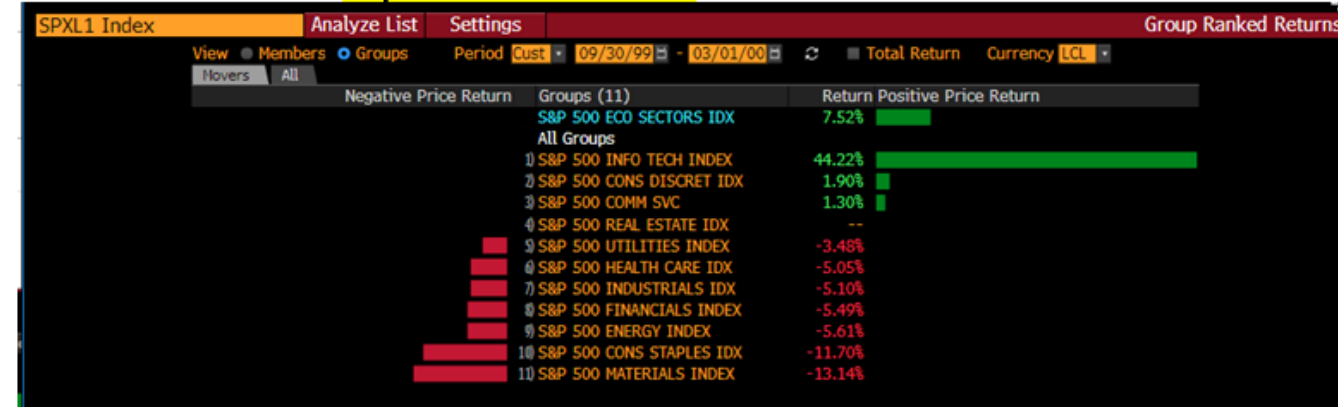 SPXL1 Index Analyze List Settings Group Ranked Returns
View Members Groups Period Cust 09/30/99 - 03/01/00 Total Return Currency LCL
Movers All
Negative Price Return Groups (11) Return Positive Price Return
S&P 500 ECO SECTORS IDX 7.52%
All Groups
1) S&P 500 INFO TECH INDEX 44.22%
2) S&P 500 CONS DISCRET IDX 1.90%
3) S&P 500 COMM SVC 1.30%
4) S&P 500 REAL ESTATE IDX --
5) S&P 500 UTILITIES INDEX -3.48%
6) S&P 500 HEALTH CARE IDX -5.05%
7) S&P 500 INDUSTRIALS IDX -5.10%
8) S&P 500 FINANCIALS INDEX -5.49%
9) S&P 500 ENERGY INDEX -5.61%
10) S&P 500 CONS STAPLES IDX -11.70%
11) S&P 500 MATERIALS INDEX -13.14%